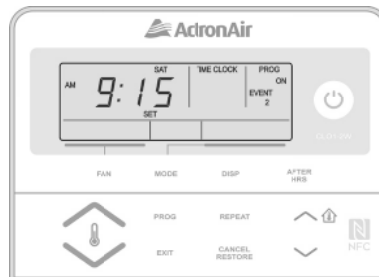 ActronAir
SAT TIME CLOCK PROG
AM 9:15 ON
EVENT
2
SET
FAN MODE DISP AFTER
HRS
PROG REPEAT
EXIT CANCEL
RESTORE
NFC